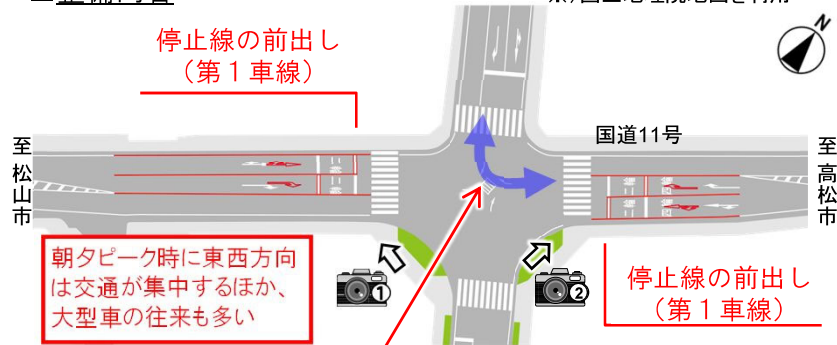 停止線の前出し
（第１車線）
N
国道11号
至松山市
至高松市
朝夕ピーク時に東西方向
は交通が集中するほか、
大型車の往来も多い
①
②
停止線の前出し
（第１車線）